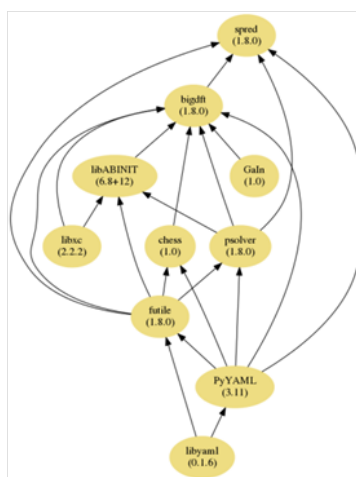 spred
(1.8.0)
bigdft
(1.8.0)
libABINIT
(6.8+12)
GaIn
(1.0)
libxc
(2.2.2)
chess
(1.0)
psolver
(1.8.0)
futile
(1.8.0)
PyYAML
(3.11)
libyaml
(0.1.6)